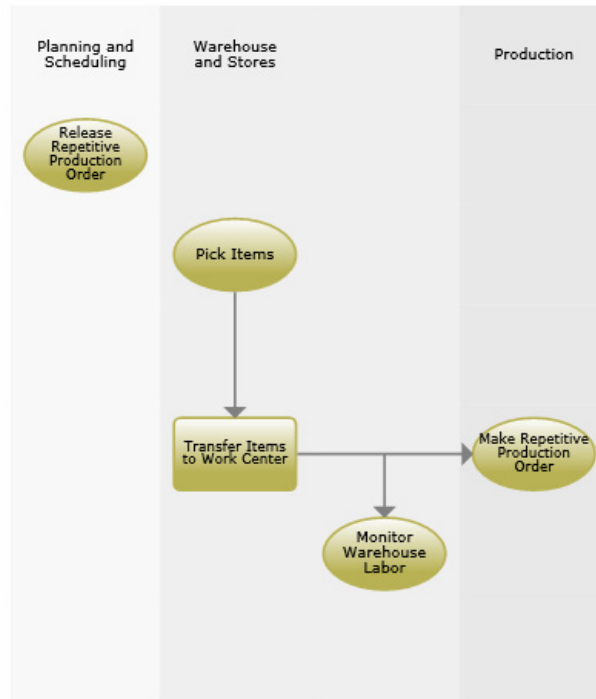 Planning and
Scheduling
Warehouse
and Stores
Production
Release
Repetitive
Production
Order
Pick Items
Transfer Items
to Work Center
Make Repetitive
Production
Order
Monitor
Warehouse
Labor